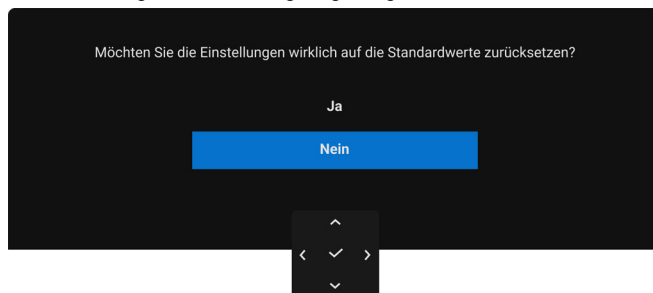 Möchten Sie die Einstellungen wirklich auf die Standardwerte zurücksetzen?
Ja
Nein